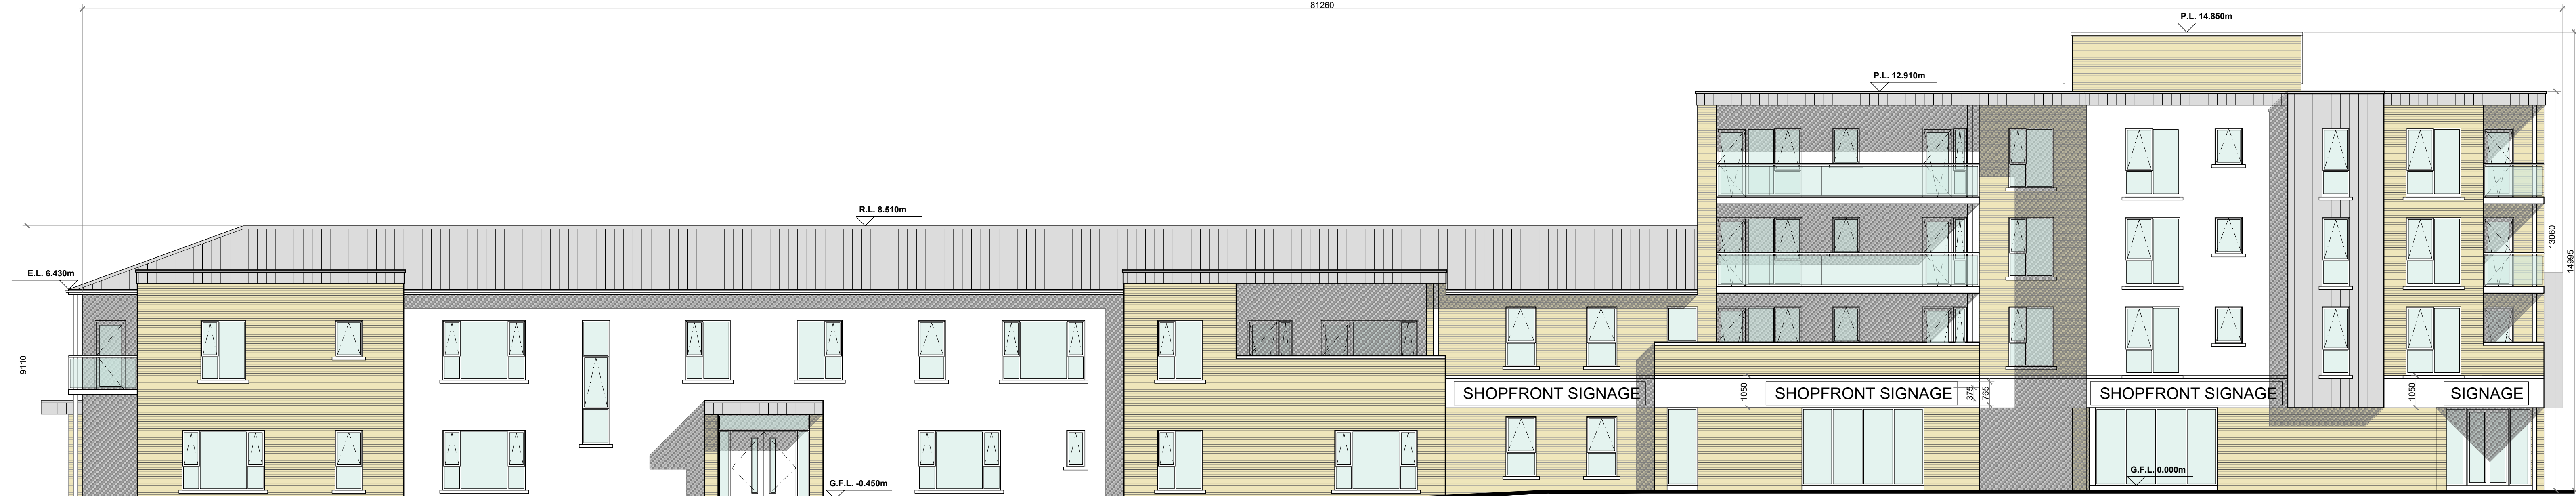 81260
P.L. 14.850m
P.L. 12.910m
R.L. 8.510m
E.L. 6.430m
13060
14995
9110
SHOPFRONT SIGNAGE
1050
SHOPFRONT SIGNAGE
375
765
SHOPFRONT SIGNAGE
1050
SIGNAGE
G.F.L. 0.000m
G.F.L. -0.450m